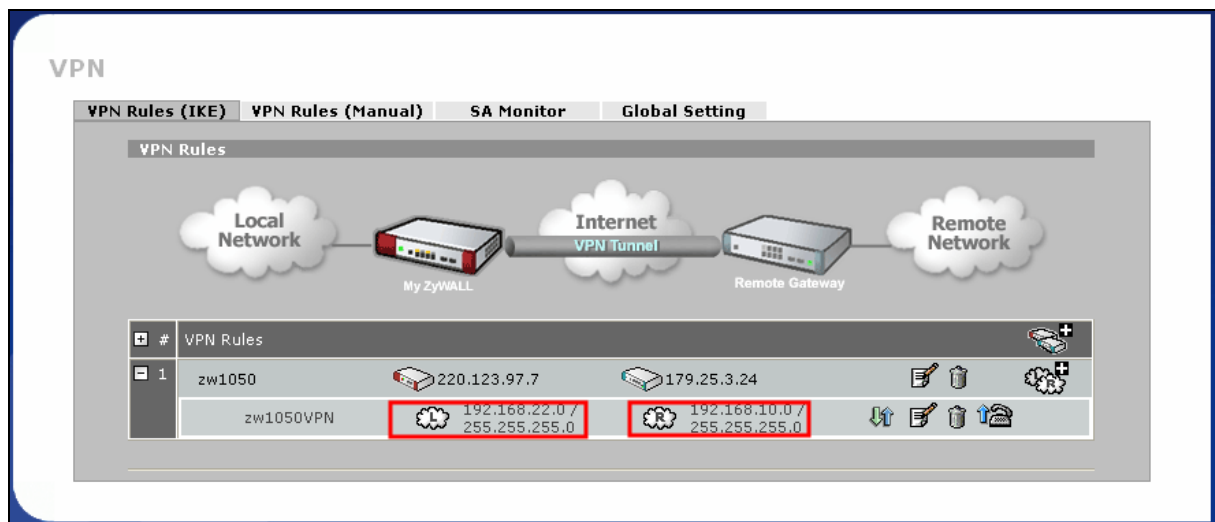 VPN
VPN Rules (IKE) VPN Rules (Manual) SA Monitor Global Setting
VPN Rules
Local
Network
Internet
VPN Tunnel
Remote
Network
My ZyWALL
Remote Gateway
# VPN Rules
1 zw1050 220.123.97.7 179.25.3.24
R
zw1050VPN L 192.168.22.0 / 255.255.255.0 R 192.168.10.0 / 255.255.255.0